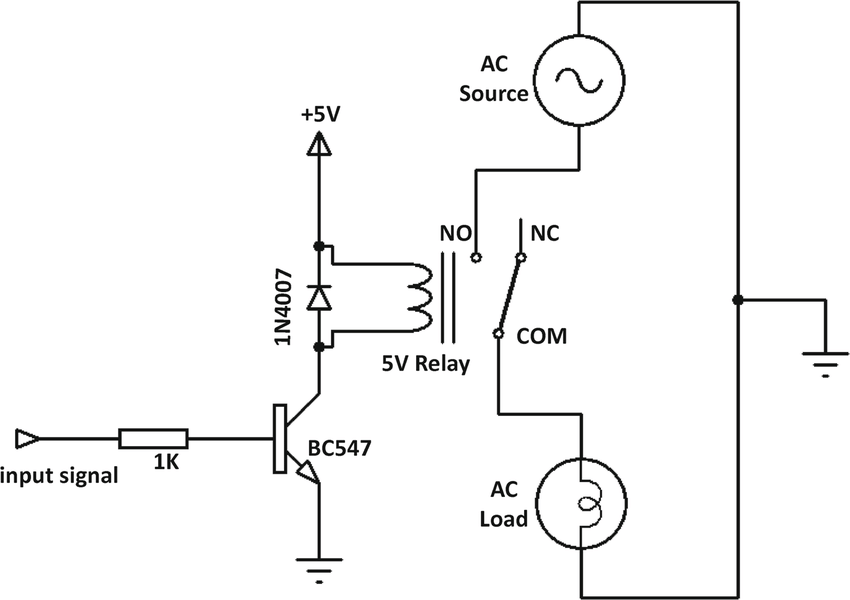 AC
Source
+5V
NO
NC
1N4007
COM
5V Relay
BC547
1K
input signal
AC
Load